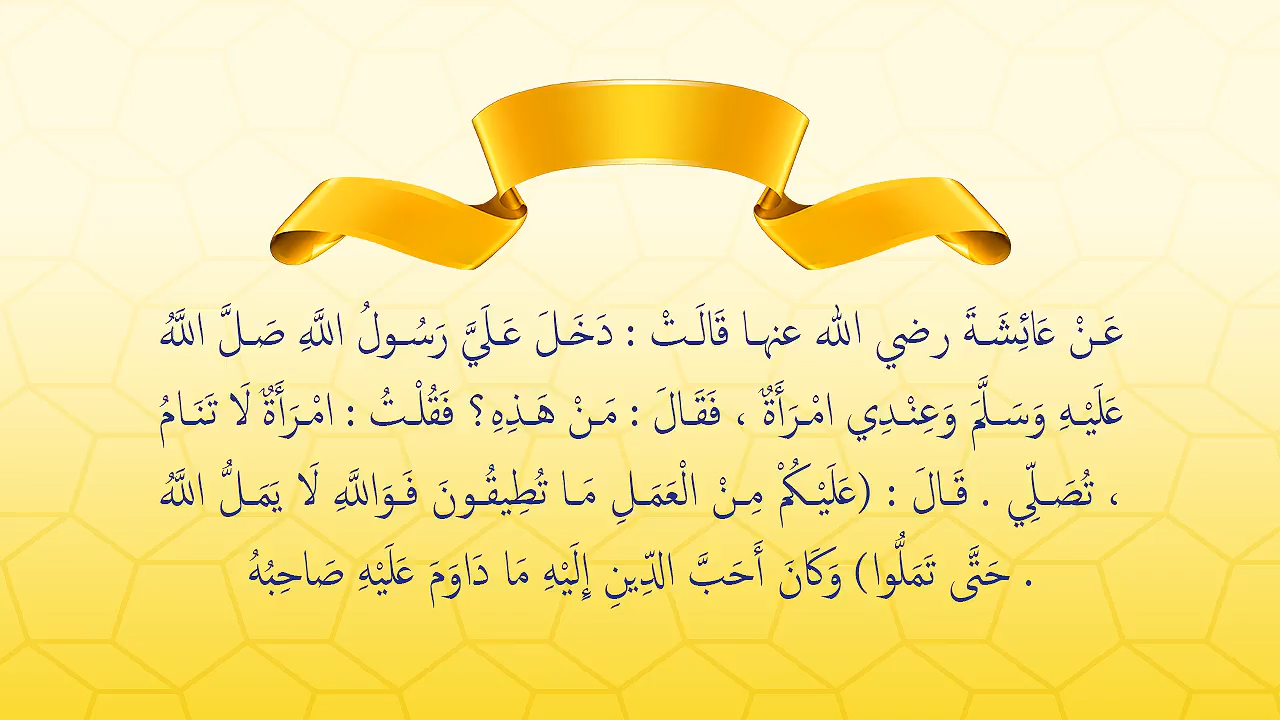 عَنْ عَائِشَةَ رضي الله عنها قَالَتْ : دَخَلَ عَلَيَّ رَسُولُ اللَّهِ صَلَّ اللَّهُ
عَلَيْهِ وَسَلَّمَ وَعِنْدِي امْرَأَةٌ ، فَقَالَ : مَنْ هَذِهِ؟ فَقُلْتُ : امْرَأَةٌ لَا تَنَامُ
، تُصَلِّي . قَالَ : (عَلَيْكُمْ مِنْ الْعَمَلِ مَا تُطِيقُونَ فَوَاللَّهِ لَا يَمَلُّ اللَّهُ
. حَتَّى تَمَلُّوا) وَكَانَ أَحَبَّ الدِّينِ إِلَيْهِ مَا دَاوَمَ عَلَيْهِ صَاحِبُهُ